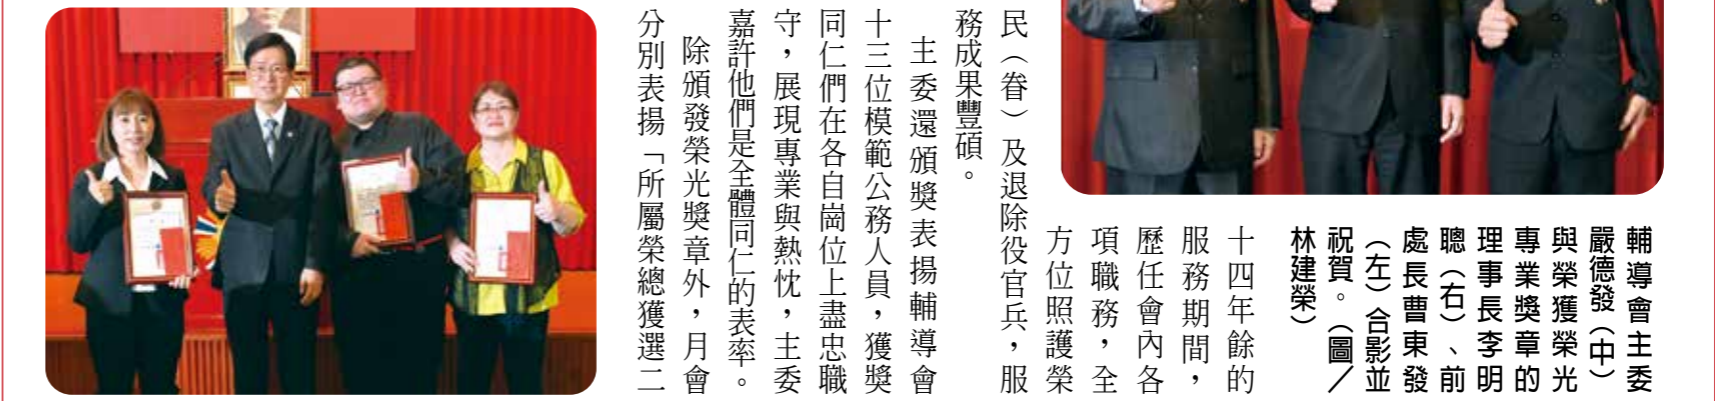 輔導會主委
嚴德發（中）
與榮獲榮光
專業獎章的
理事長李明
聰（右）、前
處長曹東發
（左）合影並
祝賀。（圖／
林建榮）
十四年餘的
服務期間，
歷任會內各
項職務，全
方位照護榮
民（眷）及退除役官兵，服
務成果豐碩。
主委還頒獎表揚輔導會
十三位模範公務人員，獲獎
同仁們在各自崗位上盡忠職
守，展現專業與熱忱，主委
嘉許他們是全體同仁的表率。
除頒發榮光獎章外，月會
分別表揚「所屬榮總獲選二